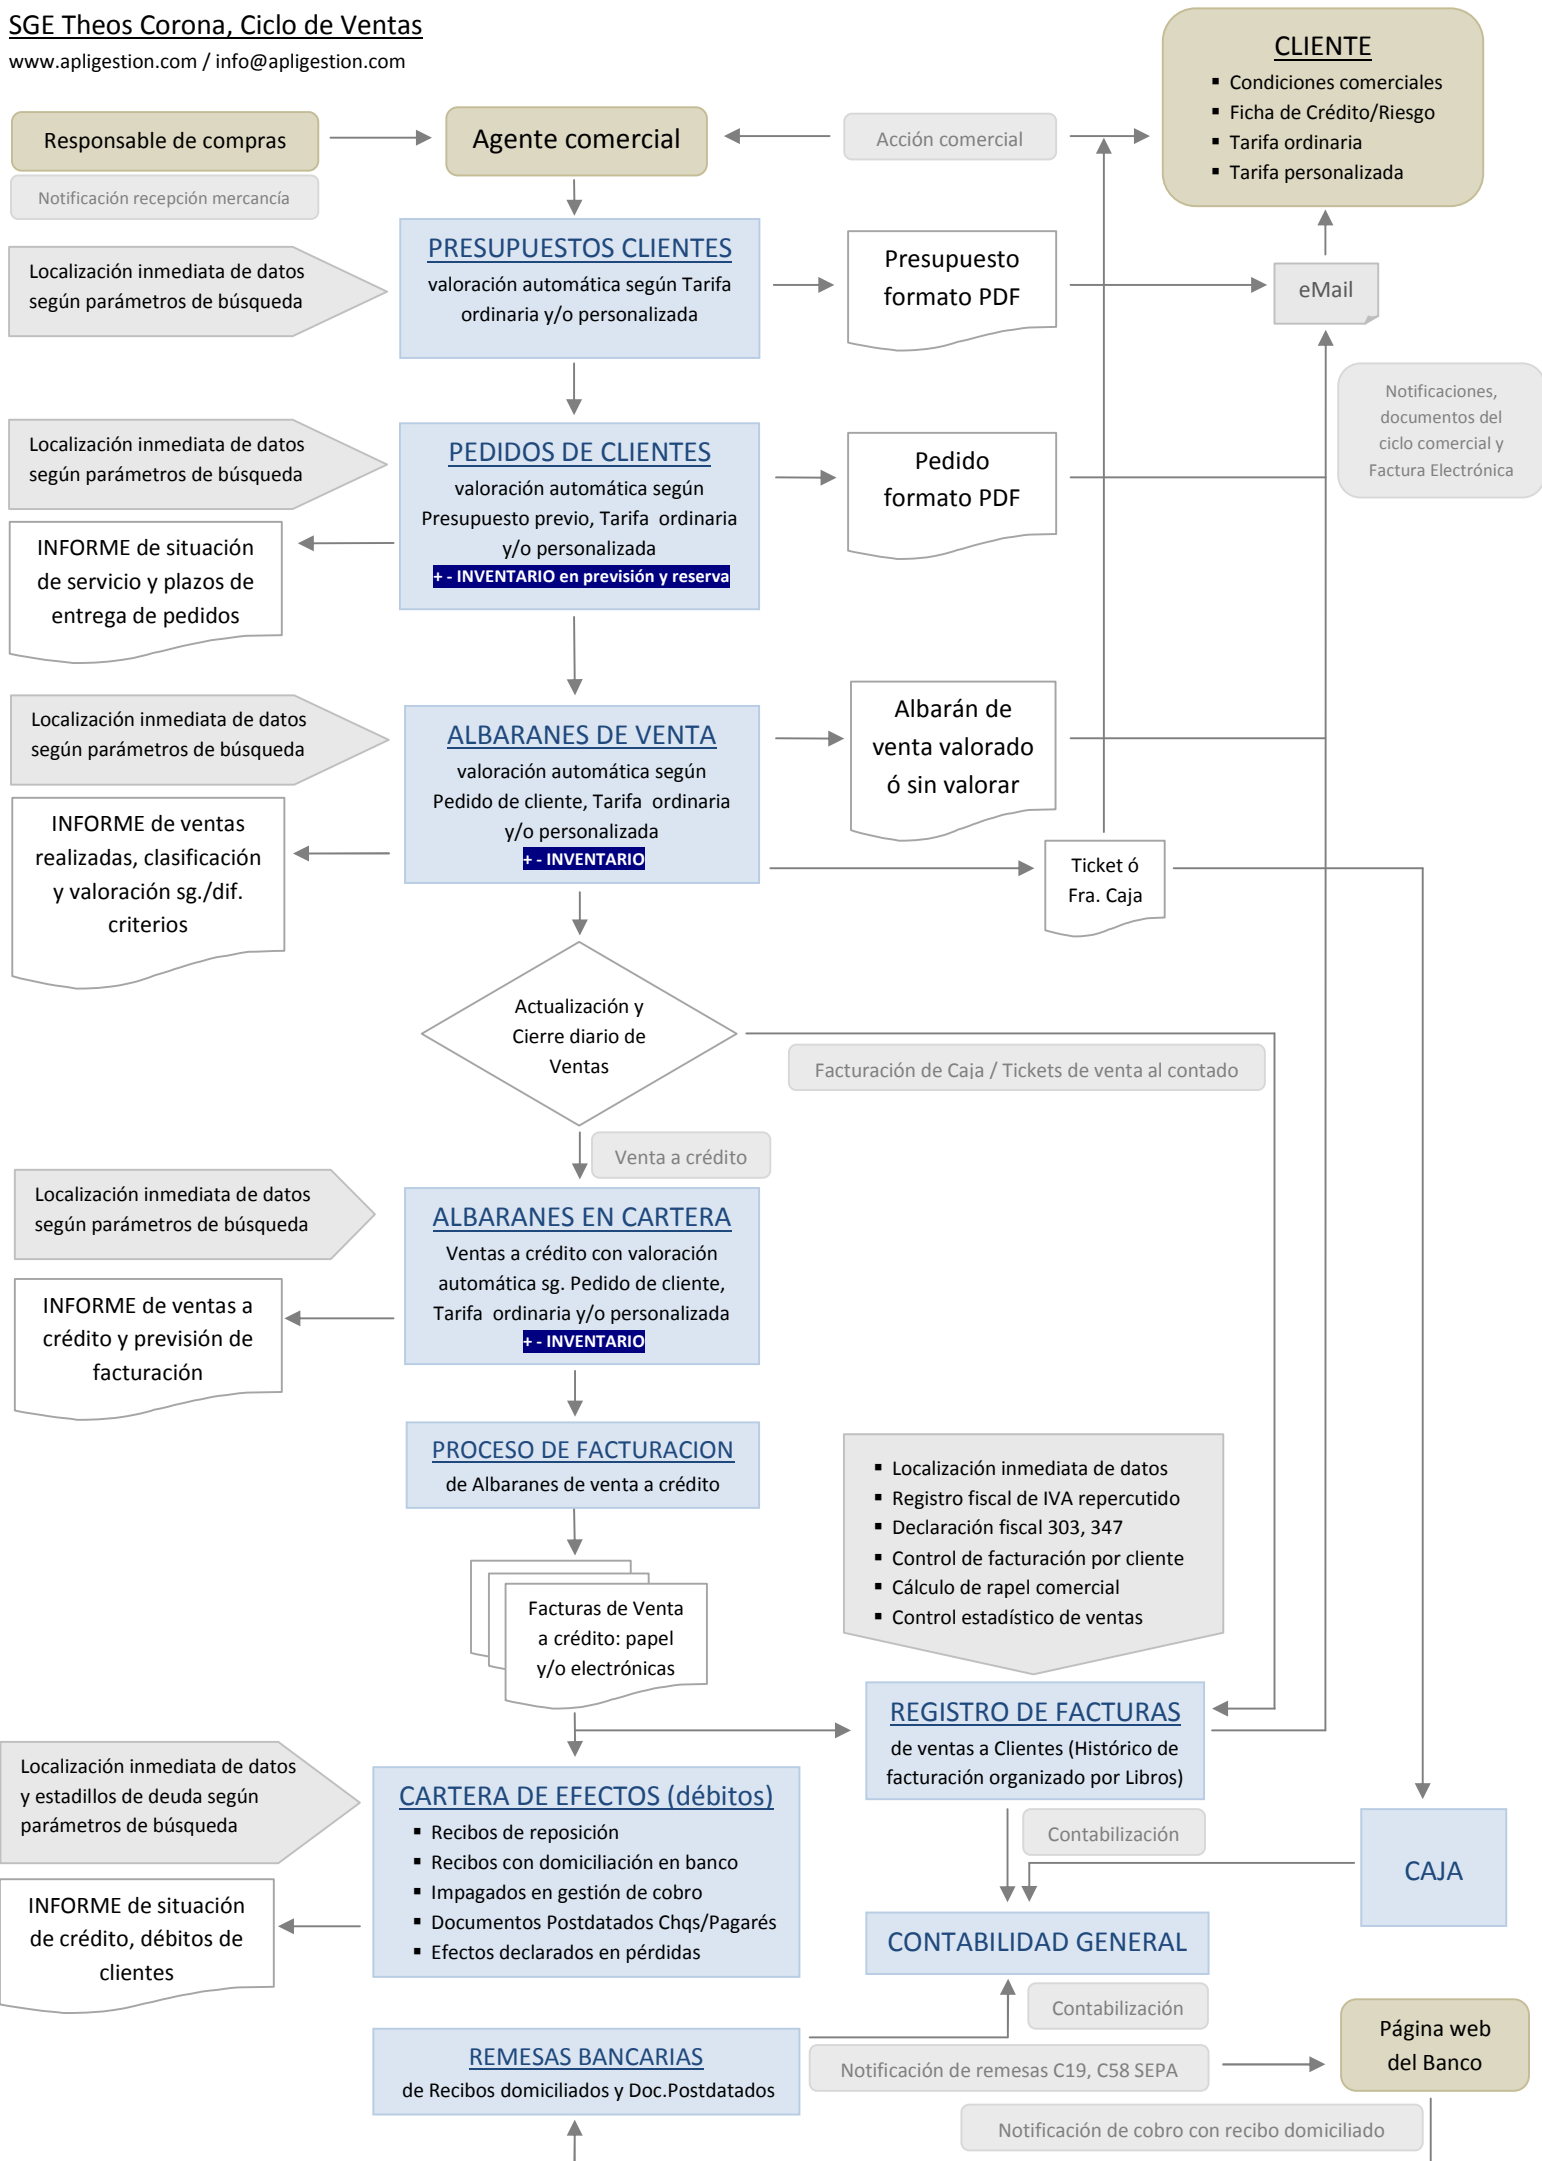 SGE Theos Corona, Ciclo de Ventas
www.apligestion.com / info@apligestion.com
CLIENTE
▪ Condiciones comerciales
▪ Ficha de Crédito/Riesgo
▪ Tarifa ordinaria
▪ Tarifa personalizada
Responsable de compras
Agente comercial
Acción comercial
Notificación recepción mercancía
Localización inmediata de datos
según parámetros de búsqueda
PRESUPUESTOS CLIENTES
valoración automática según Tarifa
ordinaria y/o personalizada
Presupuesto
formato PDF
eMail
Notificaciones,
documentos del
ciclo comercial y
Factura Electrónica
Localización inmediata de datos
según parámetros de búsqueda
PEDIDOS DE CLIENTES
valoración automática según
Presupuesto previo, Tarifa ordinaria
y/o personalizada
+ - INVENTARIO en previsión y reserva
Pedido
formato PDF
INFORME de situación
de servicio y plazos de
entrega de pedidos
Localización inmediata de datos
según parámetros de búsqueda
ALBARANES DE VENTA
valoración automática según
Pedido de cliente, Tarifa ordinaria
y/o personalizada
+ - INVENTARIO
Albarán de
venta valorado
ó sin valorar
INFORME de ventas
realizadas, clasificación
y valoración sg./dif.
criterios
Ticket ó
Fra. Caja
Actualización y
Cierre diario de
Ventas
Facturación de Caja / Tickets de venta al contado
Venta a crédito
Localización inmediata de datos
según parámetros de búsqueda
ALBARANES EN CARTERA
Ventas a crédito con valoración
automática sg. Pedido de cliente,
Tarifa ordinaria y/o personalizada
+ - INVENTARIO
INFORME de ventas a
crédito y previsión de
facturación
PROCESO DE FACTURACION
de Albaranes de venta a crédito
▪ Localización inmediata de datos
▪ Registro fiscal de IVA repercutido
▪ Declaración fiscal 303, 347
▪ Control de facturación por cliente
▪ Cálculo de rapel comercial
▪ Control estadístico de ventas
Facturas de Venta
a crédito: papel
y/o electrónicas
REGISTRO DE FACTURAS
de ventas a Clientes (Histórico de
facturación organizado por Libros)
Localización inmediata de datos
y estadillos de deuda según
parámetros de búsqueda
CARTERA DE EFECTOS (débitos)
▪ Recibos de reposición
▪ Recibos con domiciliación en banco
▪ Impagados en gestión de cobro
▪ Documentos Postdatados Chqs/Pagarés
▪ Efectos declarados en pérdidas
Contabilización
CAJA
INFORME de situación
de crédito, débitos de
clientes
CONTABILIDAD GENERAL
Contabilización
REMESAS BANCARIAS
de Recibos domiciliados y Doc.Postdatados
Notificación de remesas C19, C58 SEPA
Página web
del Banco
Notificación de cobro con recibo domiciliado